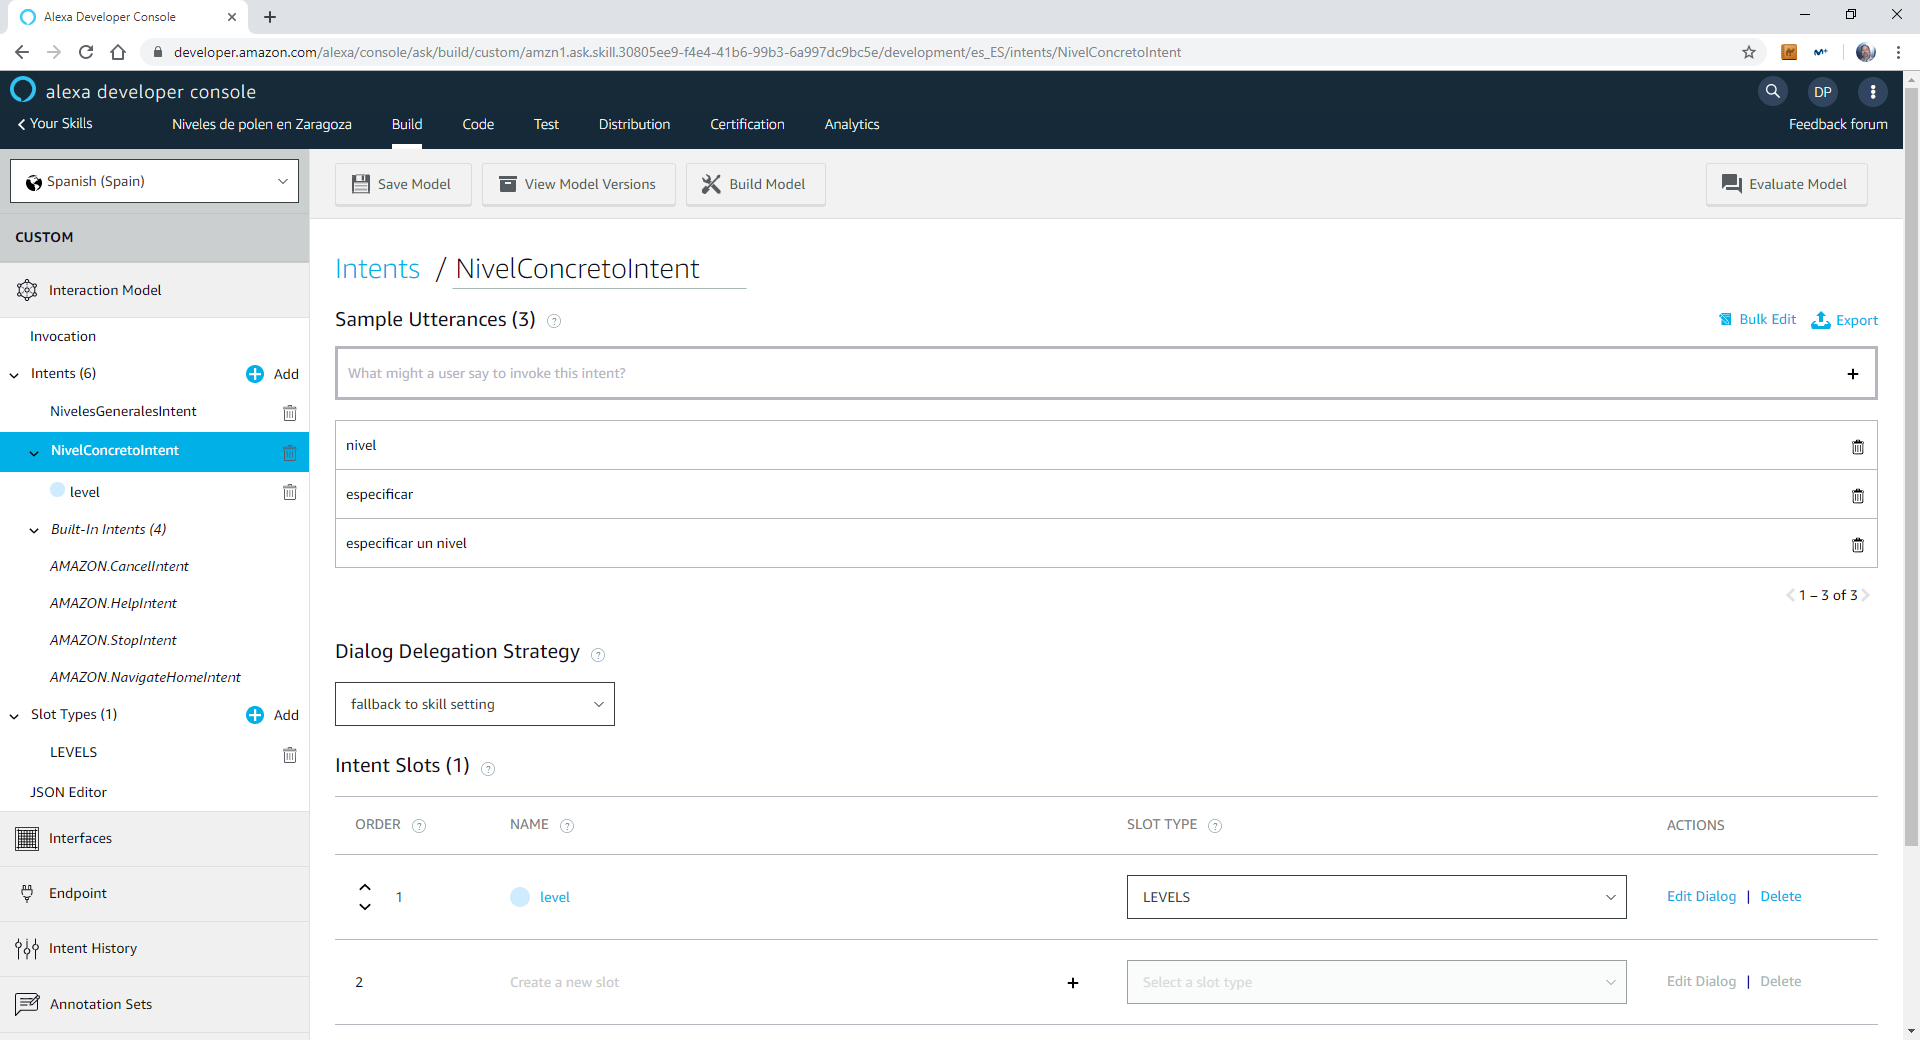 Alexa Developer Console
developer.amazon.com/alexa/console/ask/build/custom/amzn1.ask.skill.30805ee9-f4e4-41b6-99b3-6a997dc9bc5e/development/es_ES/intents/NivelConcretoIntent
alexa developer console
DP
Your Skills
Niveles de polen en Zaragoza
Build
Code
Test
Distribution
Certification
Analytics
Feedback forum
Spanish (Spain)
Save Model
View Model Versions
Build Model
Evaluate Model
CUSTOM
Interaction Model
Invocation
Intents (6)
Add
NivelesGeneralesIntent
NivelConcretoIntent
level
Built-In Intents (4)
AMAZON.CancelIntent
AMAZON.HelpIntent
AMAZON.StopIntent
AMAZON.NavigateHomeIntent
Slot Types (1)
Add
LEVELS
JSON Editor
Interfaces
Endpoint
Intent History
Annotation Sets
Intents / NivelConcretoIntent
Sample Utterances (3) ?
Bulk Edit
Export
What might a user say to invoke this intent?
nivel
especificar
especificar un nivel
1 – 3 of 3
Dialog Delegation Strategy ?
fallback to skill setting
Intent Slots (1) ?
ORDER ?
NAME ?
SLOT TYPE ?
ACTIONS
1
level
LEVELS
Edit Dialog | Delete
2
Create a new slot
Select a slot type
Edit Dialog | Delete